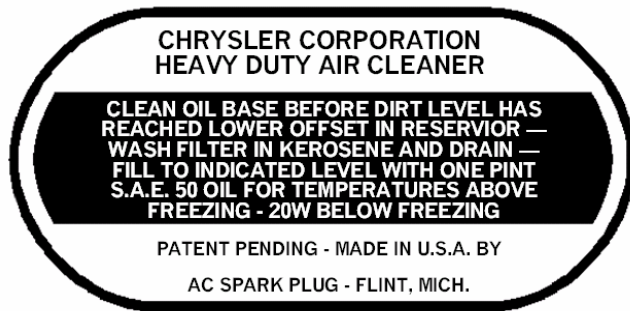 CHRYSLER CORPORATION
HEAVY DUTY AIR CLEANER
CLEAN OIL BASE BEFORE DIRT LEVEL HAS
REACHED LOWER OFFSET IN RESERVIOR —
WASH FILTER IN KEROSENE AND DRAIN —
FILL TO INDICATED LEVEL WITH ONE PINT
S.A.E. 50 OIL FOR TEMPERATURES ABOVE
FREEZING - 20W BELOW FREEZING
PATENT PENDING - MADE IN U.S.A. BY
AC SPARK PLUG - FLINT, MICH.